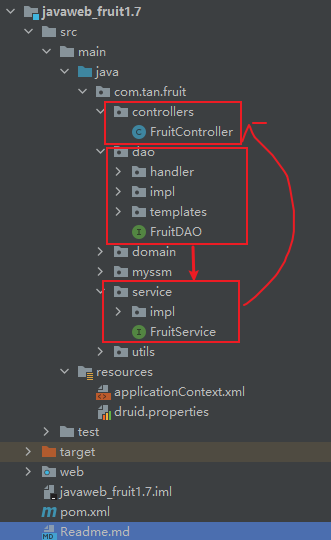 javaweb_fruit1.7
src
main
java
com.tan.fruit
controllers
FruitController
dao
handler
impl
templates
FruitDAO
domain
myssm
service
impl
FruitService
utils
resources
applicationContext.xml
druid.properties
test
target
web
javaweb_fruit1.7.iml
pom.xml
Readme.md